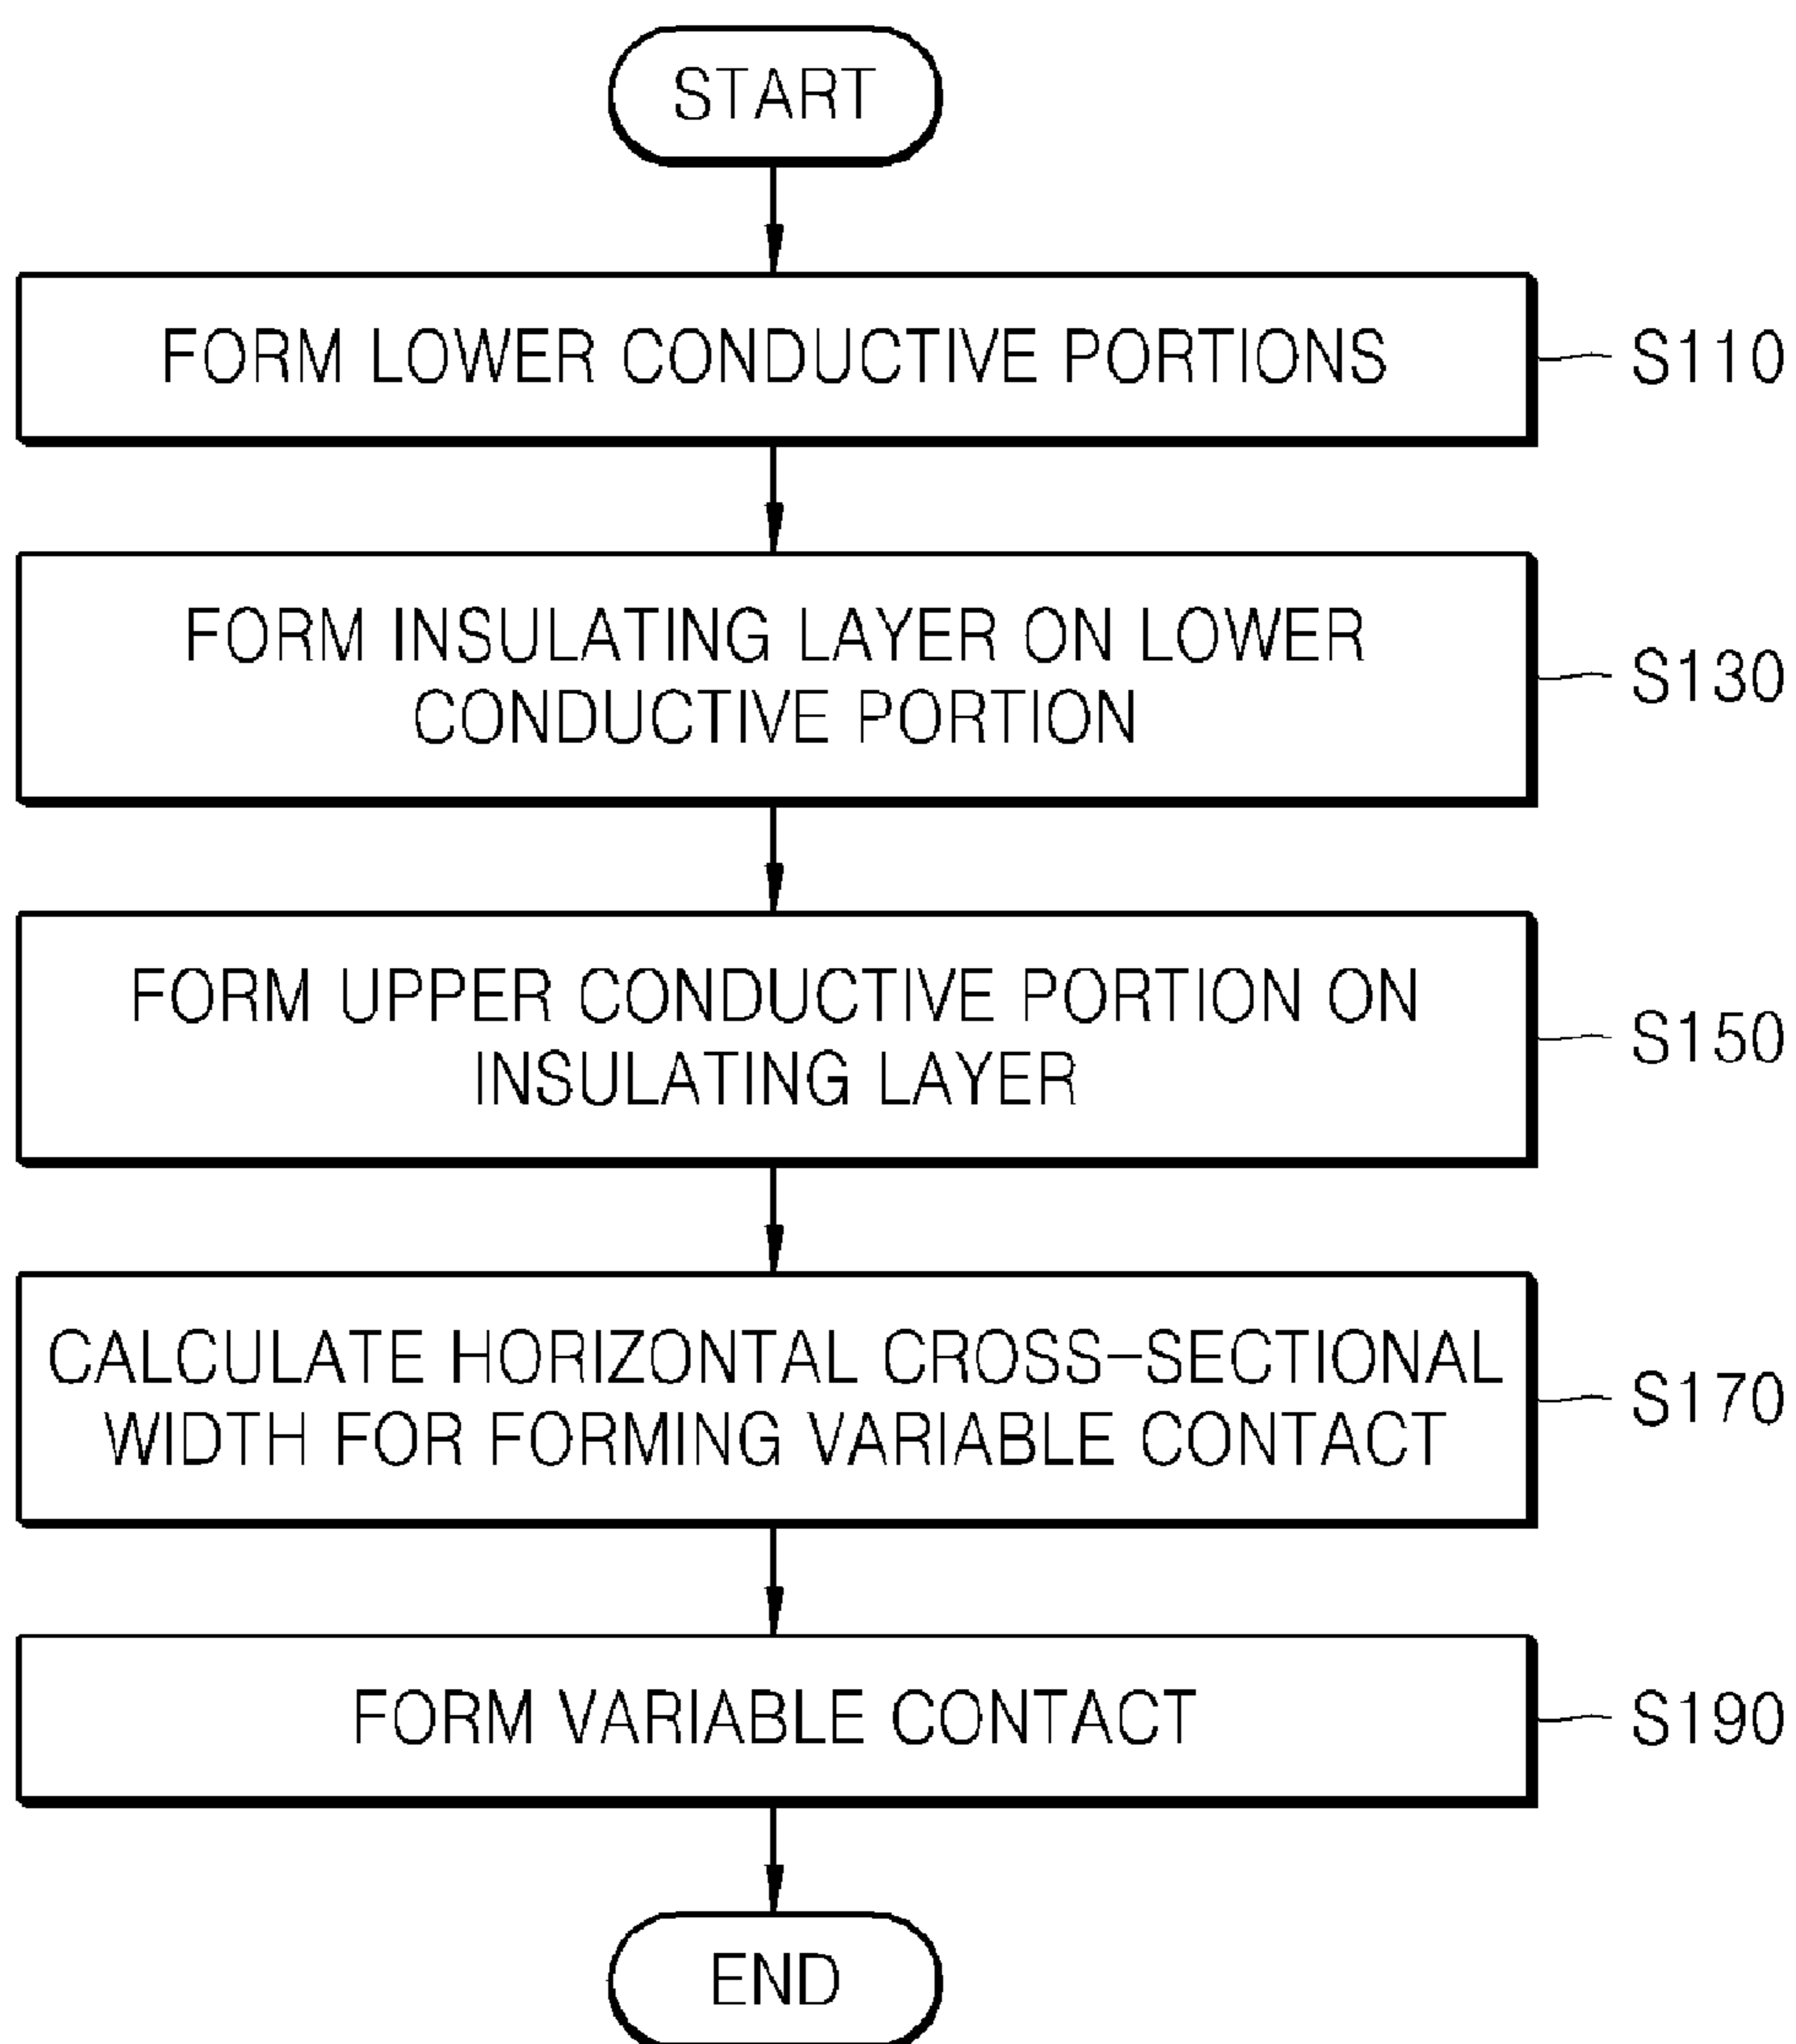 START
FORM LOWER CONDUCTIVE PORTIONS
S110
FORM INSULATING LAYER ON LOWER
CONDUCTIVE PORTION
S130
FORM UPPER CONDUCTIVE PORTION ON
INSULATING LAYER
S150
CALCULATE HORIZONTAL CROSS-SECTIONAL
WIDTH FOR FORMING VARIABLE CONTACT
S170
FORM VARIABLE CONTACT
S190
END